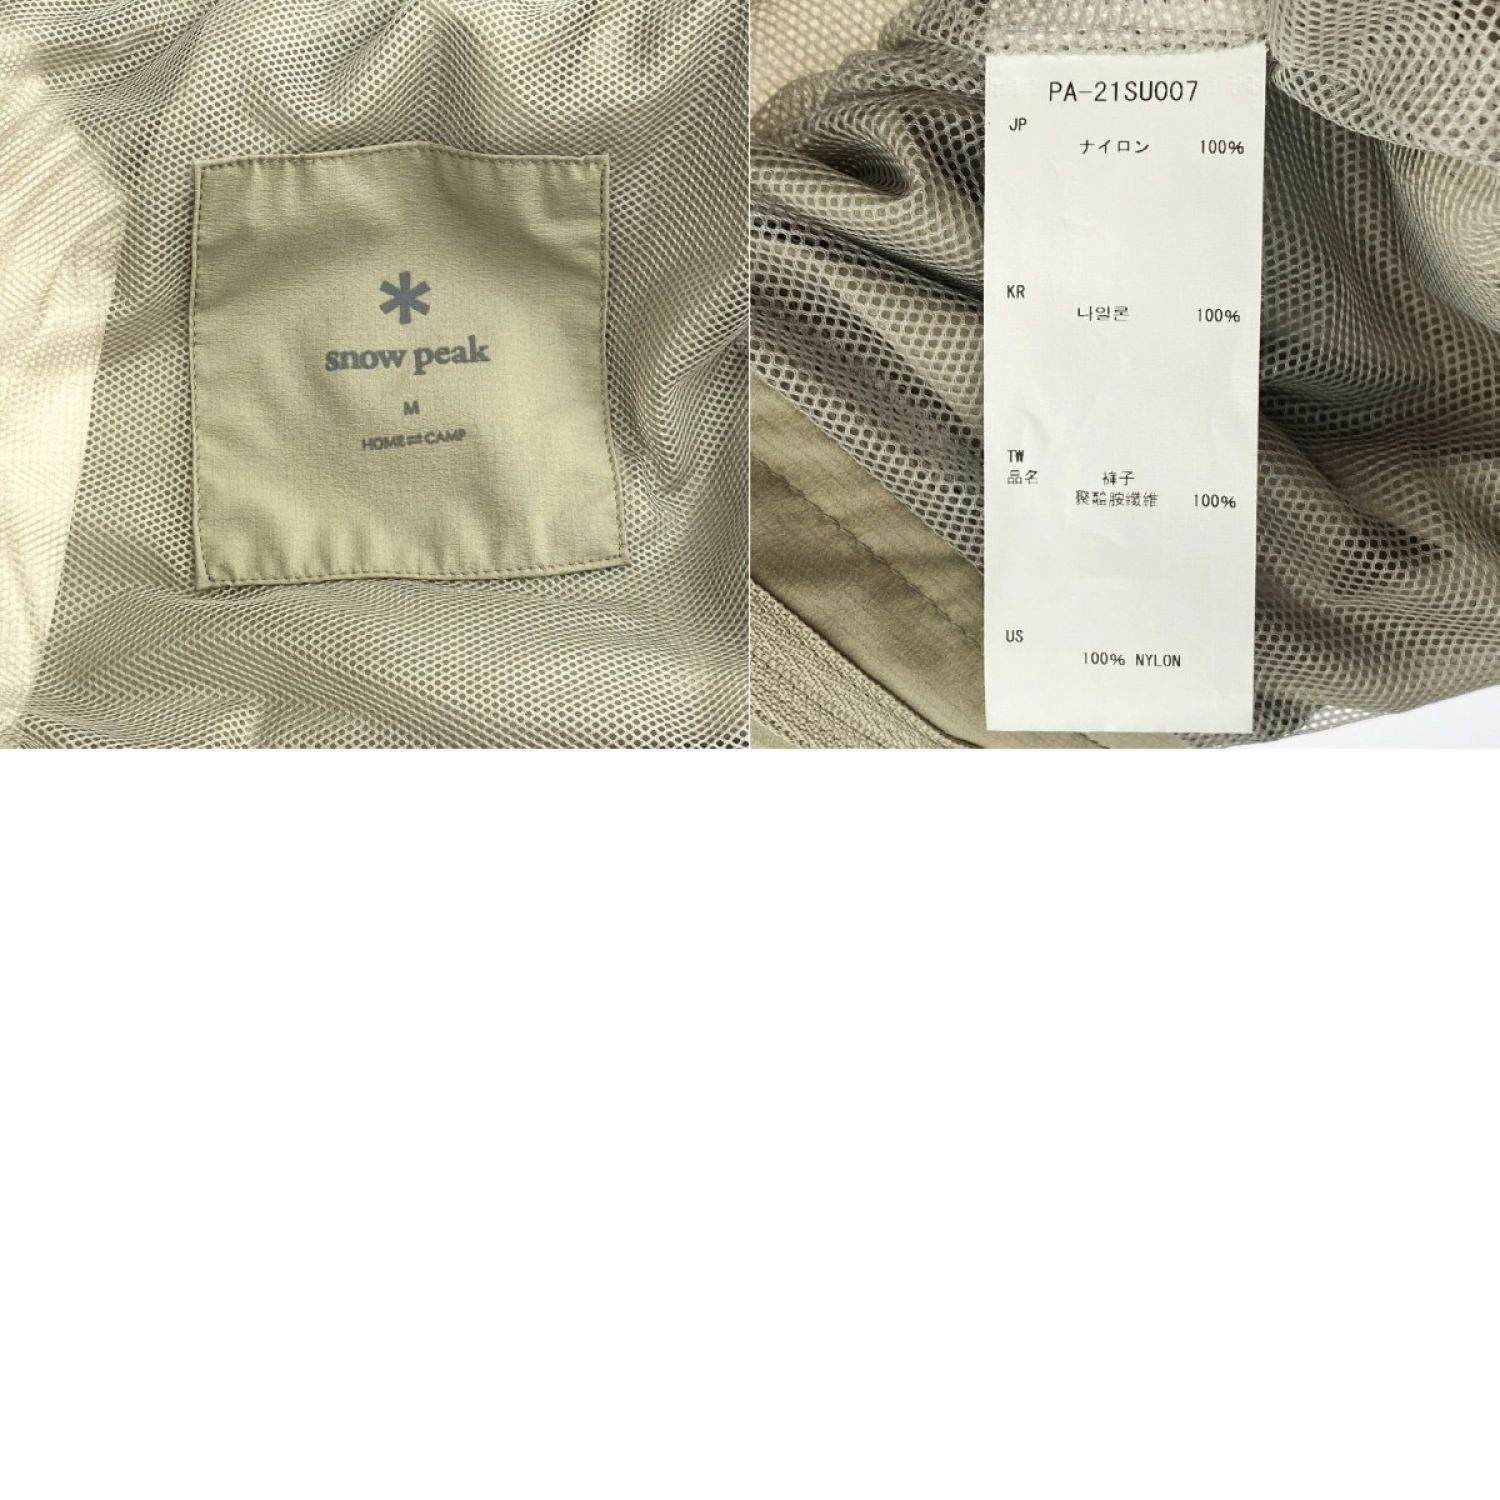 snow peak
M
HOME⇌CAMP
PA-21SU007
JP
ナイロン 100%
KR
나일론 100%
TW
品名 褲子
聚醯胺纖維 100%
US
100% NYLON